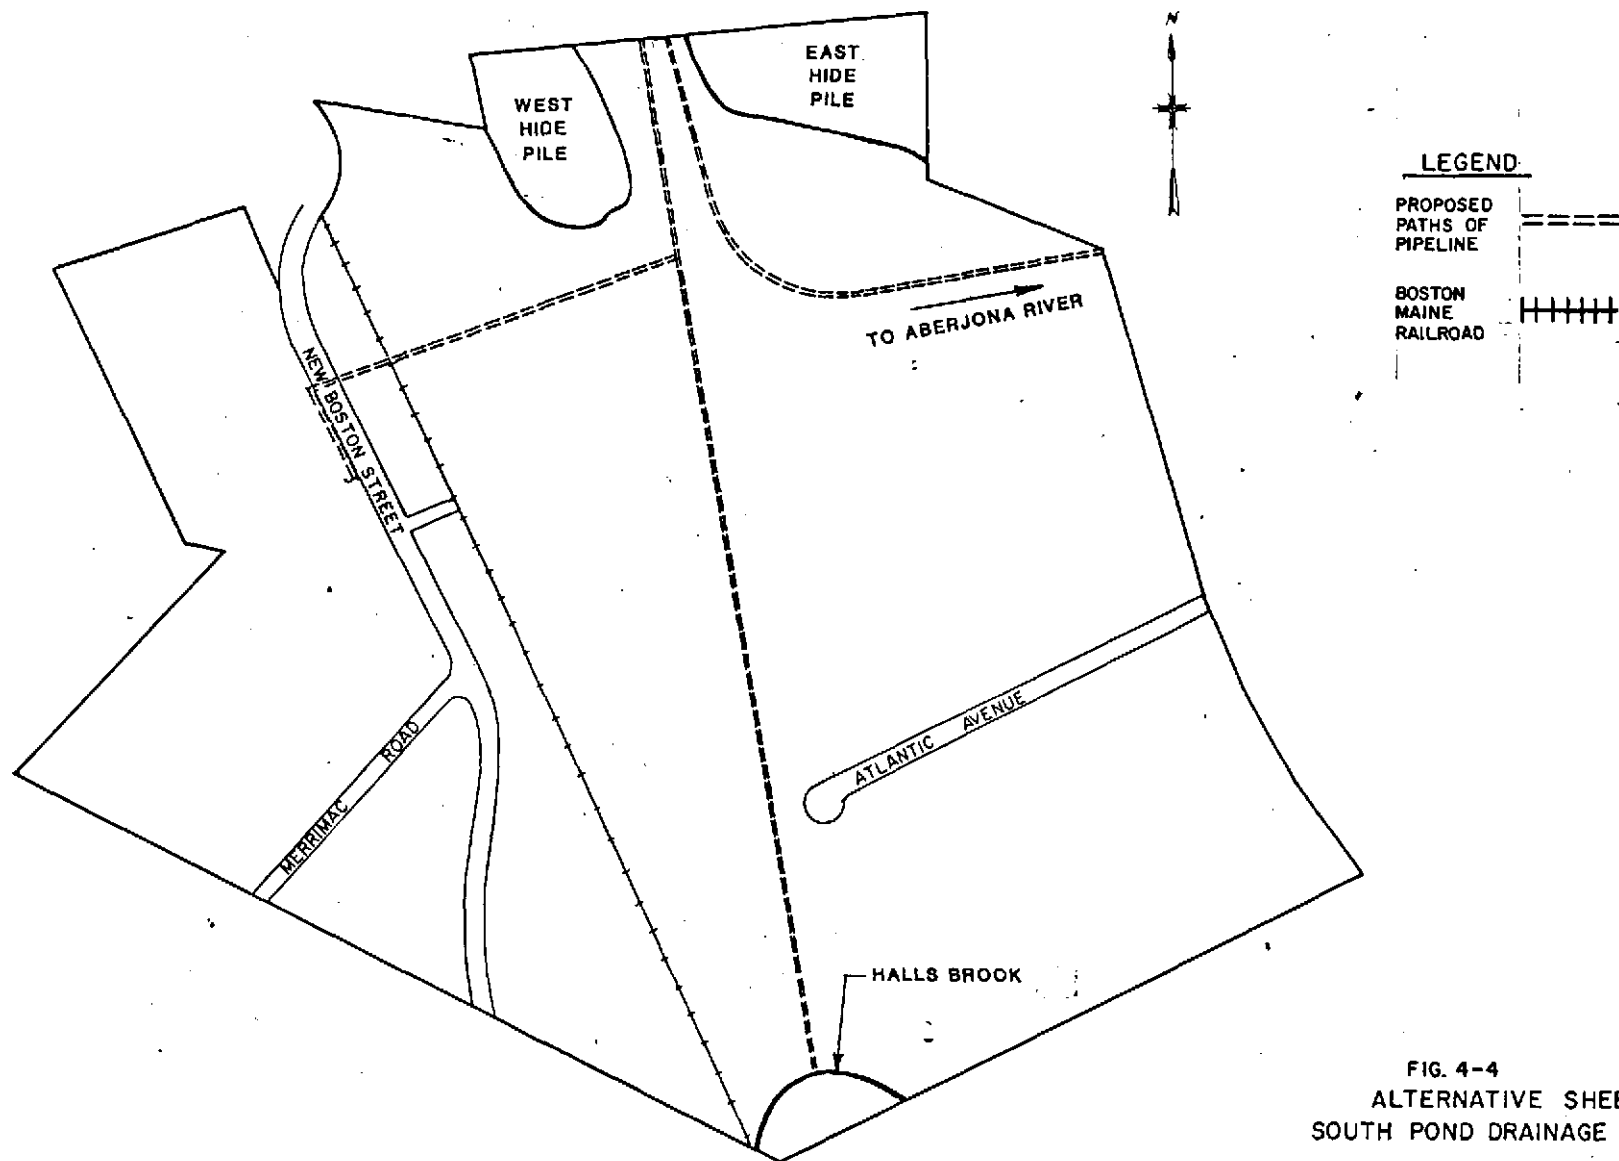 WEST
HIDE
PILE
EAST
HIDE
PILE
N
LEGEND
PROPOSED
PATHS OF
PIPELINE
BOSTON
MAINE
RAILROAD
TO ABERJONA RIVER
NEW BOSTON STREET
MERRIMAC ROAD
ATLANTIC AVENUE
HALLS BROOK
FIG. 4-4
ALTERNATIVE
SOUTH POND DRAINAGE